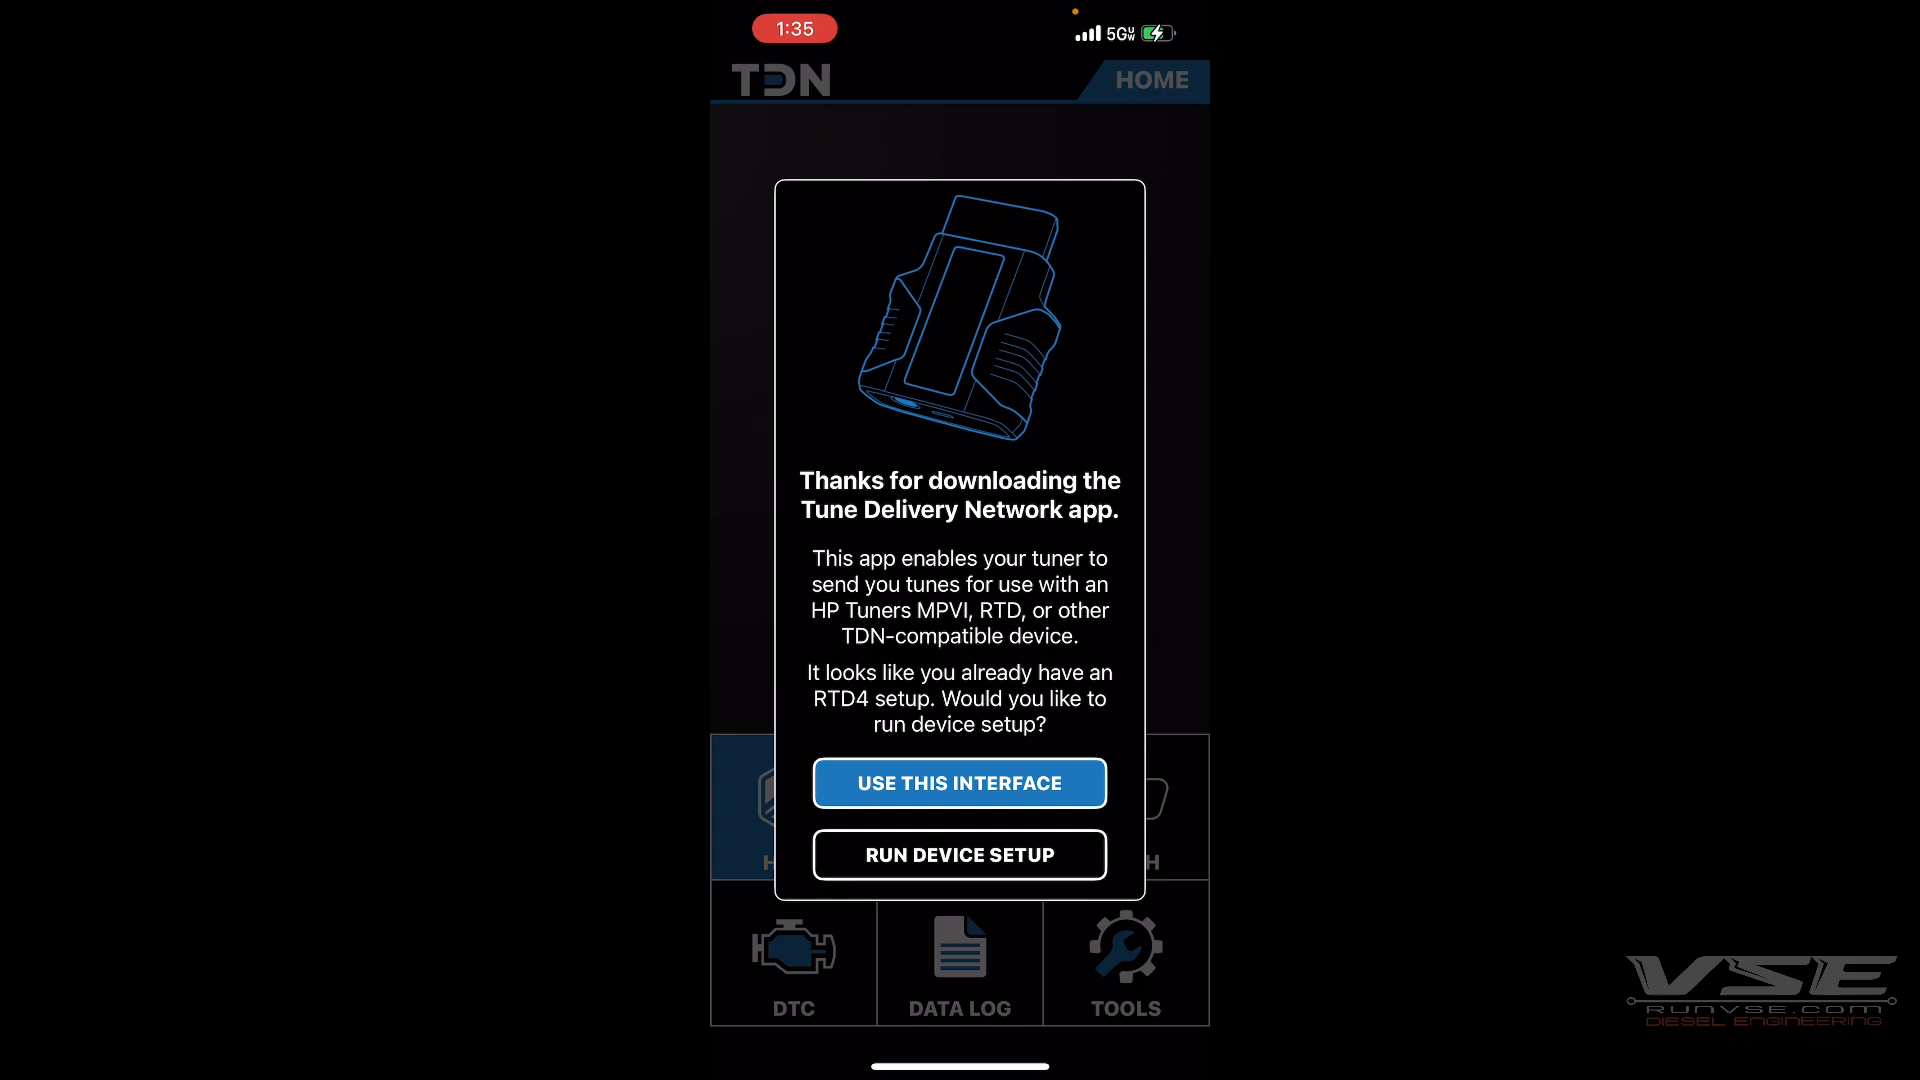 1:35
5GUW
TDN
HOME
Thanks for downloading the
Tune Delivery Network app.
This app enables your tuner to
send you tunes for use with an
HP Tuners MPVI, RTD, or other
TDN-compatible device.
It looks like you already have an
RTD4 setup. Would you like to
run device setup?
USE THIS INTERFACE
RUN DEVICE SETUP
H
H
DTC
DATA LOG
TOOLS
VSE
RUNVSE.COM
DIESEL ENGINEERING